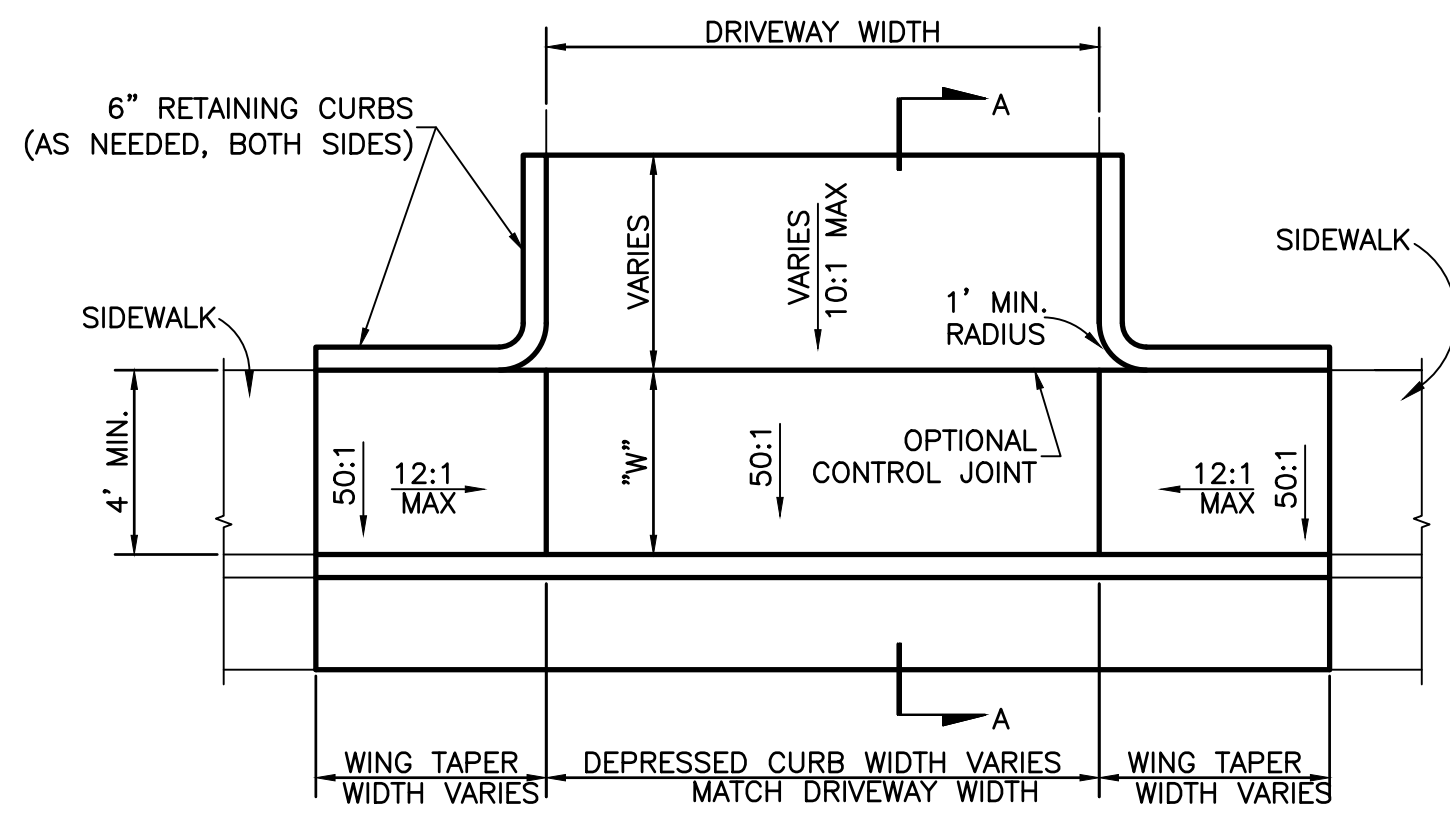 DRIVEWAY WIDTH
6" RETAINING CURBS
(AS NEEDED, BOTH SIDES)
A
SIDEWALK
SIDEWALK
VARIES
VARIES
10:1 MAX
1' MIN.
RADIUS
4' MIN.
50:1
12:1
MAX
"W"
50:1
OPTIONAL
CONTROL JOINT
12:1
MAX
50:1
A
WING TAPER
WIDTH VARIES
DEPRESSED CURB WIDTH VARIES
MATCH DRIVEWAY WIDTH
WING TAPER
WIDTH VARIES